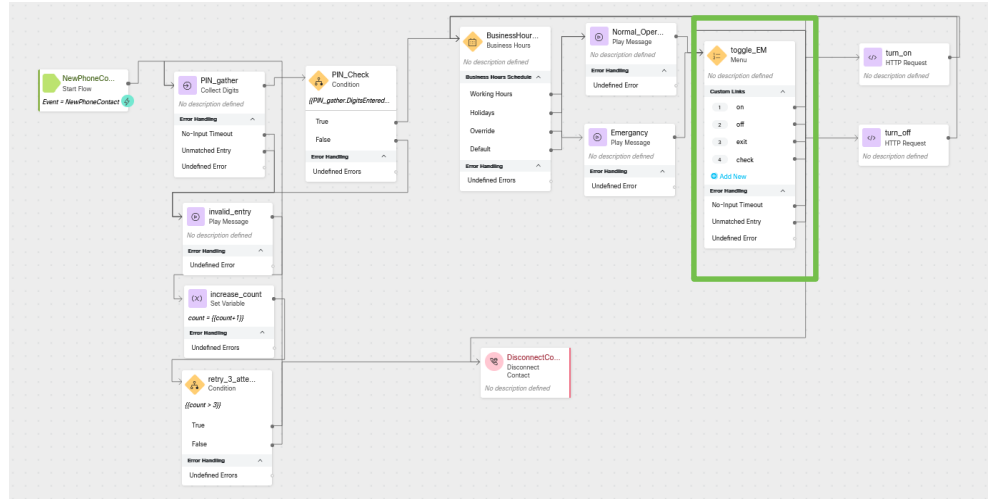 NewPhoneCo...
Start Flow
Event = NewPhoneContact
PIN_gather
Collect Digits
No description defined
Error Handling
No-Input Timeout
Unmatched Entry
Undefined Error
PIN_Check
Condition
{{PIN_gather.DigitsEntered...
True
False
Error Handling
Undefined Errors
BusinessHour...
Business Hours
No description defined
Business Hours Schedule
Working Hours
Holidays
Override
Default
Error Handling
Undefined Errors
Normal_Oper...
Play Message
No description defined
Error Handling
Undefined Error
Emergancy
Play Message
No description defined
Error Handling
Undefined Error
toggle_EM
Menu
No description defined
Custom Links
1 on
2 off
3 exit
4 check
Add New
Error Handling
No-Input Timeout
Unmatched Entry
Undefined Error
turn_on
HTTP Request
No description defined
turn_off
HTTP Request
No description defined
invalid_entry
Play Message
No description defined
Error Handling
Undefined Error
(x) increase_count
Set Variable
count = {{count+1}}
Error Handling
Undefined Errors
retry_3_atte...
Condition
{{count > 3}}
True
False
Error Handling
Undefined Errors
DisconnectCo...
Disconnect
Contact
No description defined